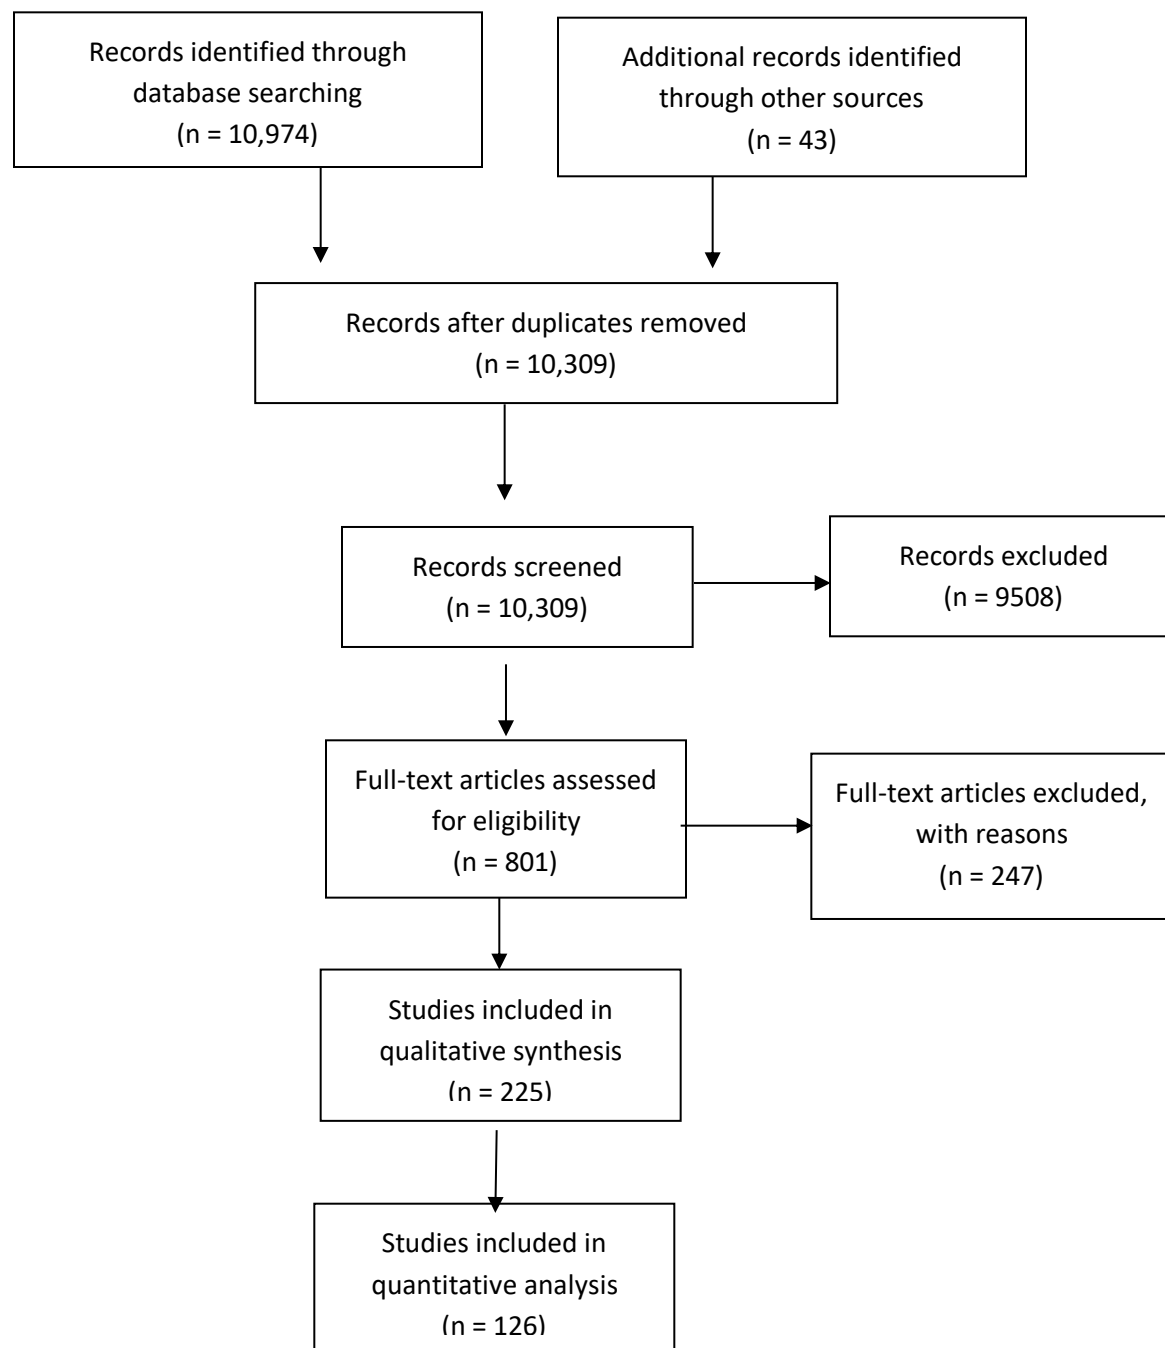 Records identified through
database searching
(n = 10,974)
Additional records identified
through other sources
(n = 43)
Records after duplicates removed
(n = 10,309)
Records screened
(n = 10,309)
Records excluded
(n = 9508)
Full-text articles assessed
for eligibility
(n = 801)
Full-text articles excluded,
with reasons
(n = 247)
Studies included in
qualitative synthesis
(n = 225)
Studies included in
quantitative analysis
(n = 126)